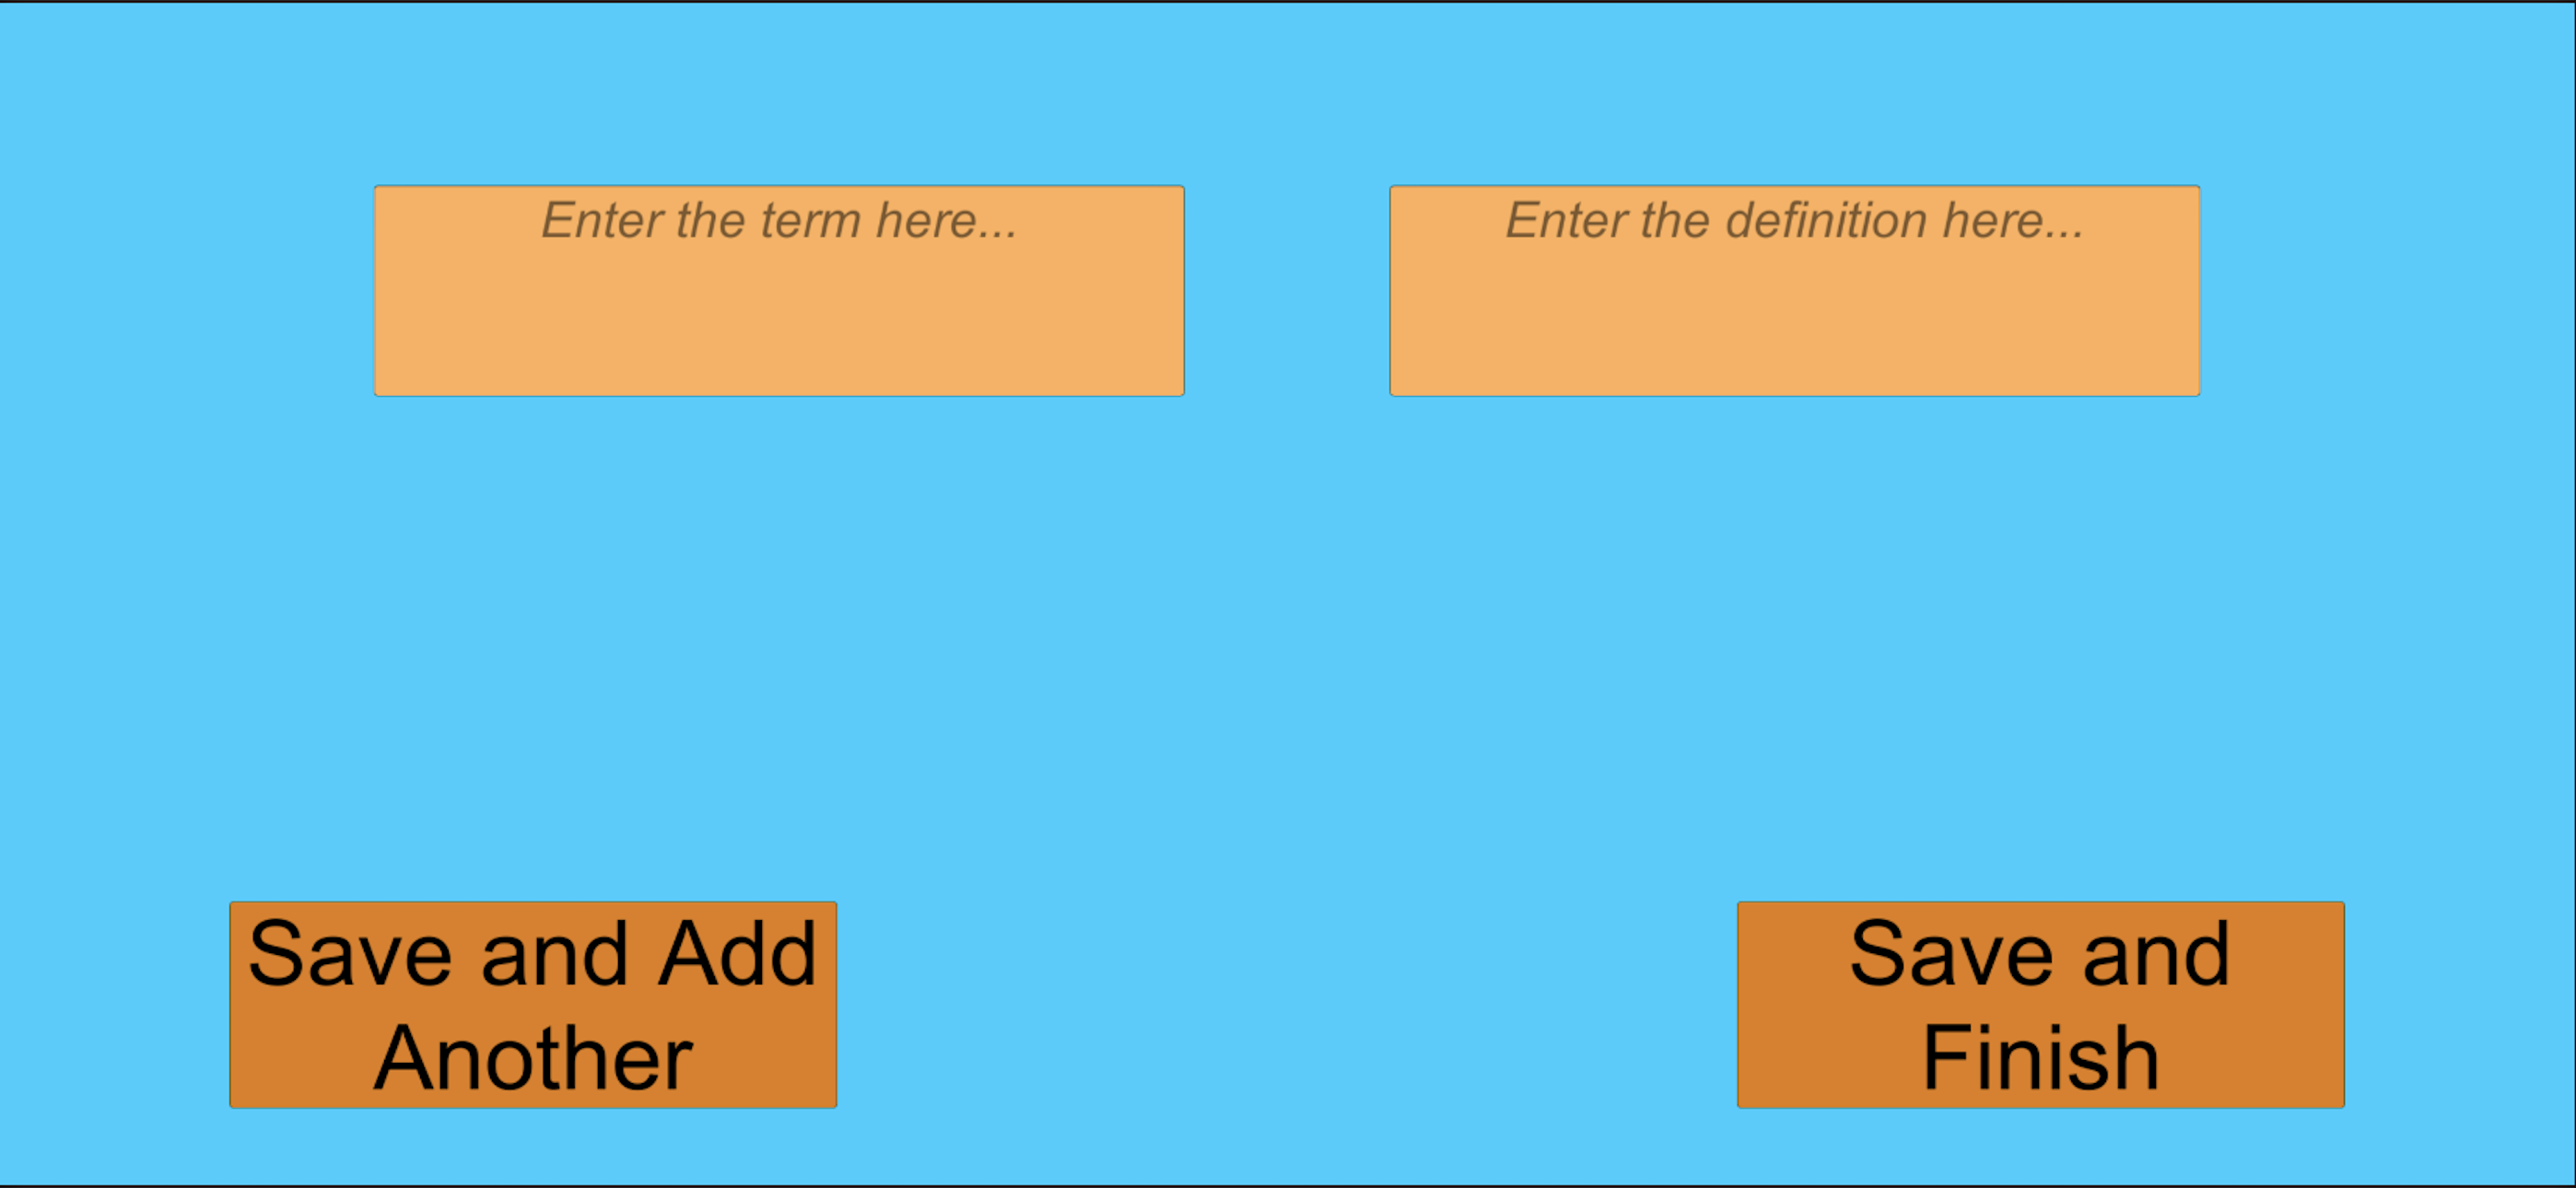 Enter the term here...
Enter the definition here...
Save and Add
Another
Save and
Finish